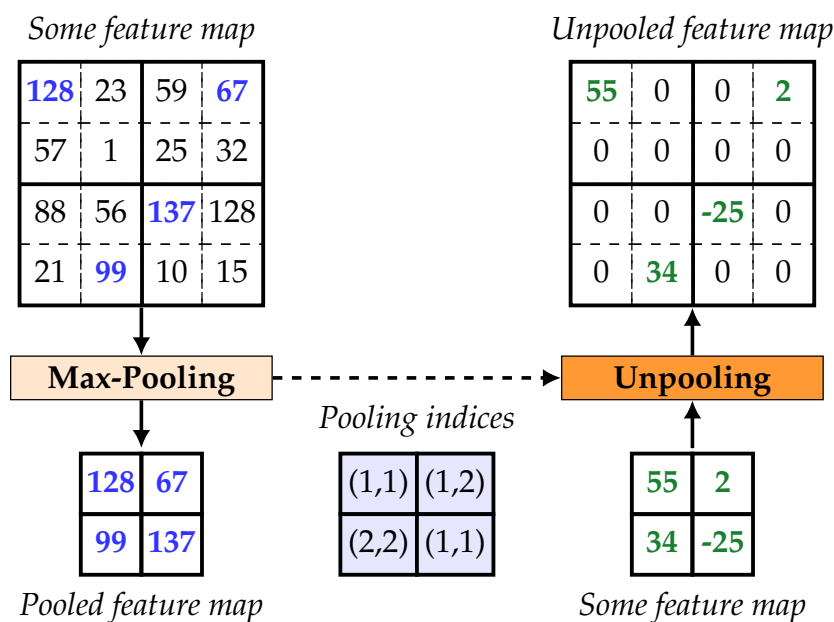 Some feature map
Unpooled feature map
128 23 59 67
55 0 0 2
57 1 25 32
0 0 0 0
88 56 137 128
0 0 -25 0
21 99 10 15
0 34 0 0
Max-Pooling
Unpooling
Pooling indices
128 67
(1,1) (1,2)
55 2
99 137
(2,2) (1,1)
34 -25
Pooled feature map
Some feature map